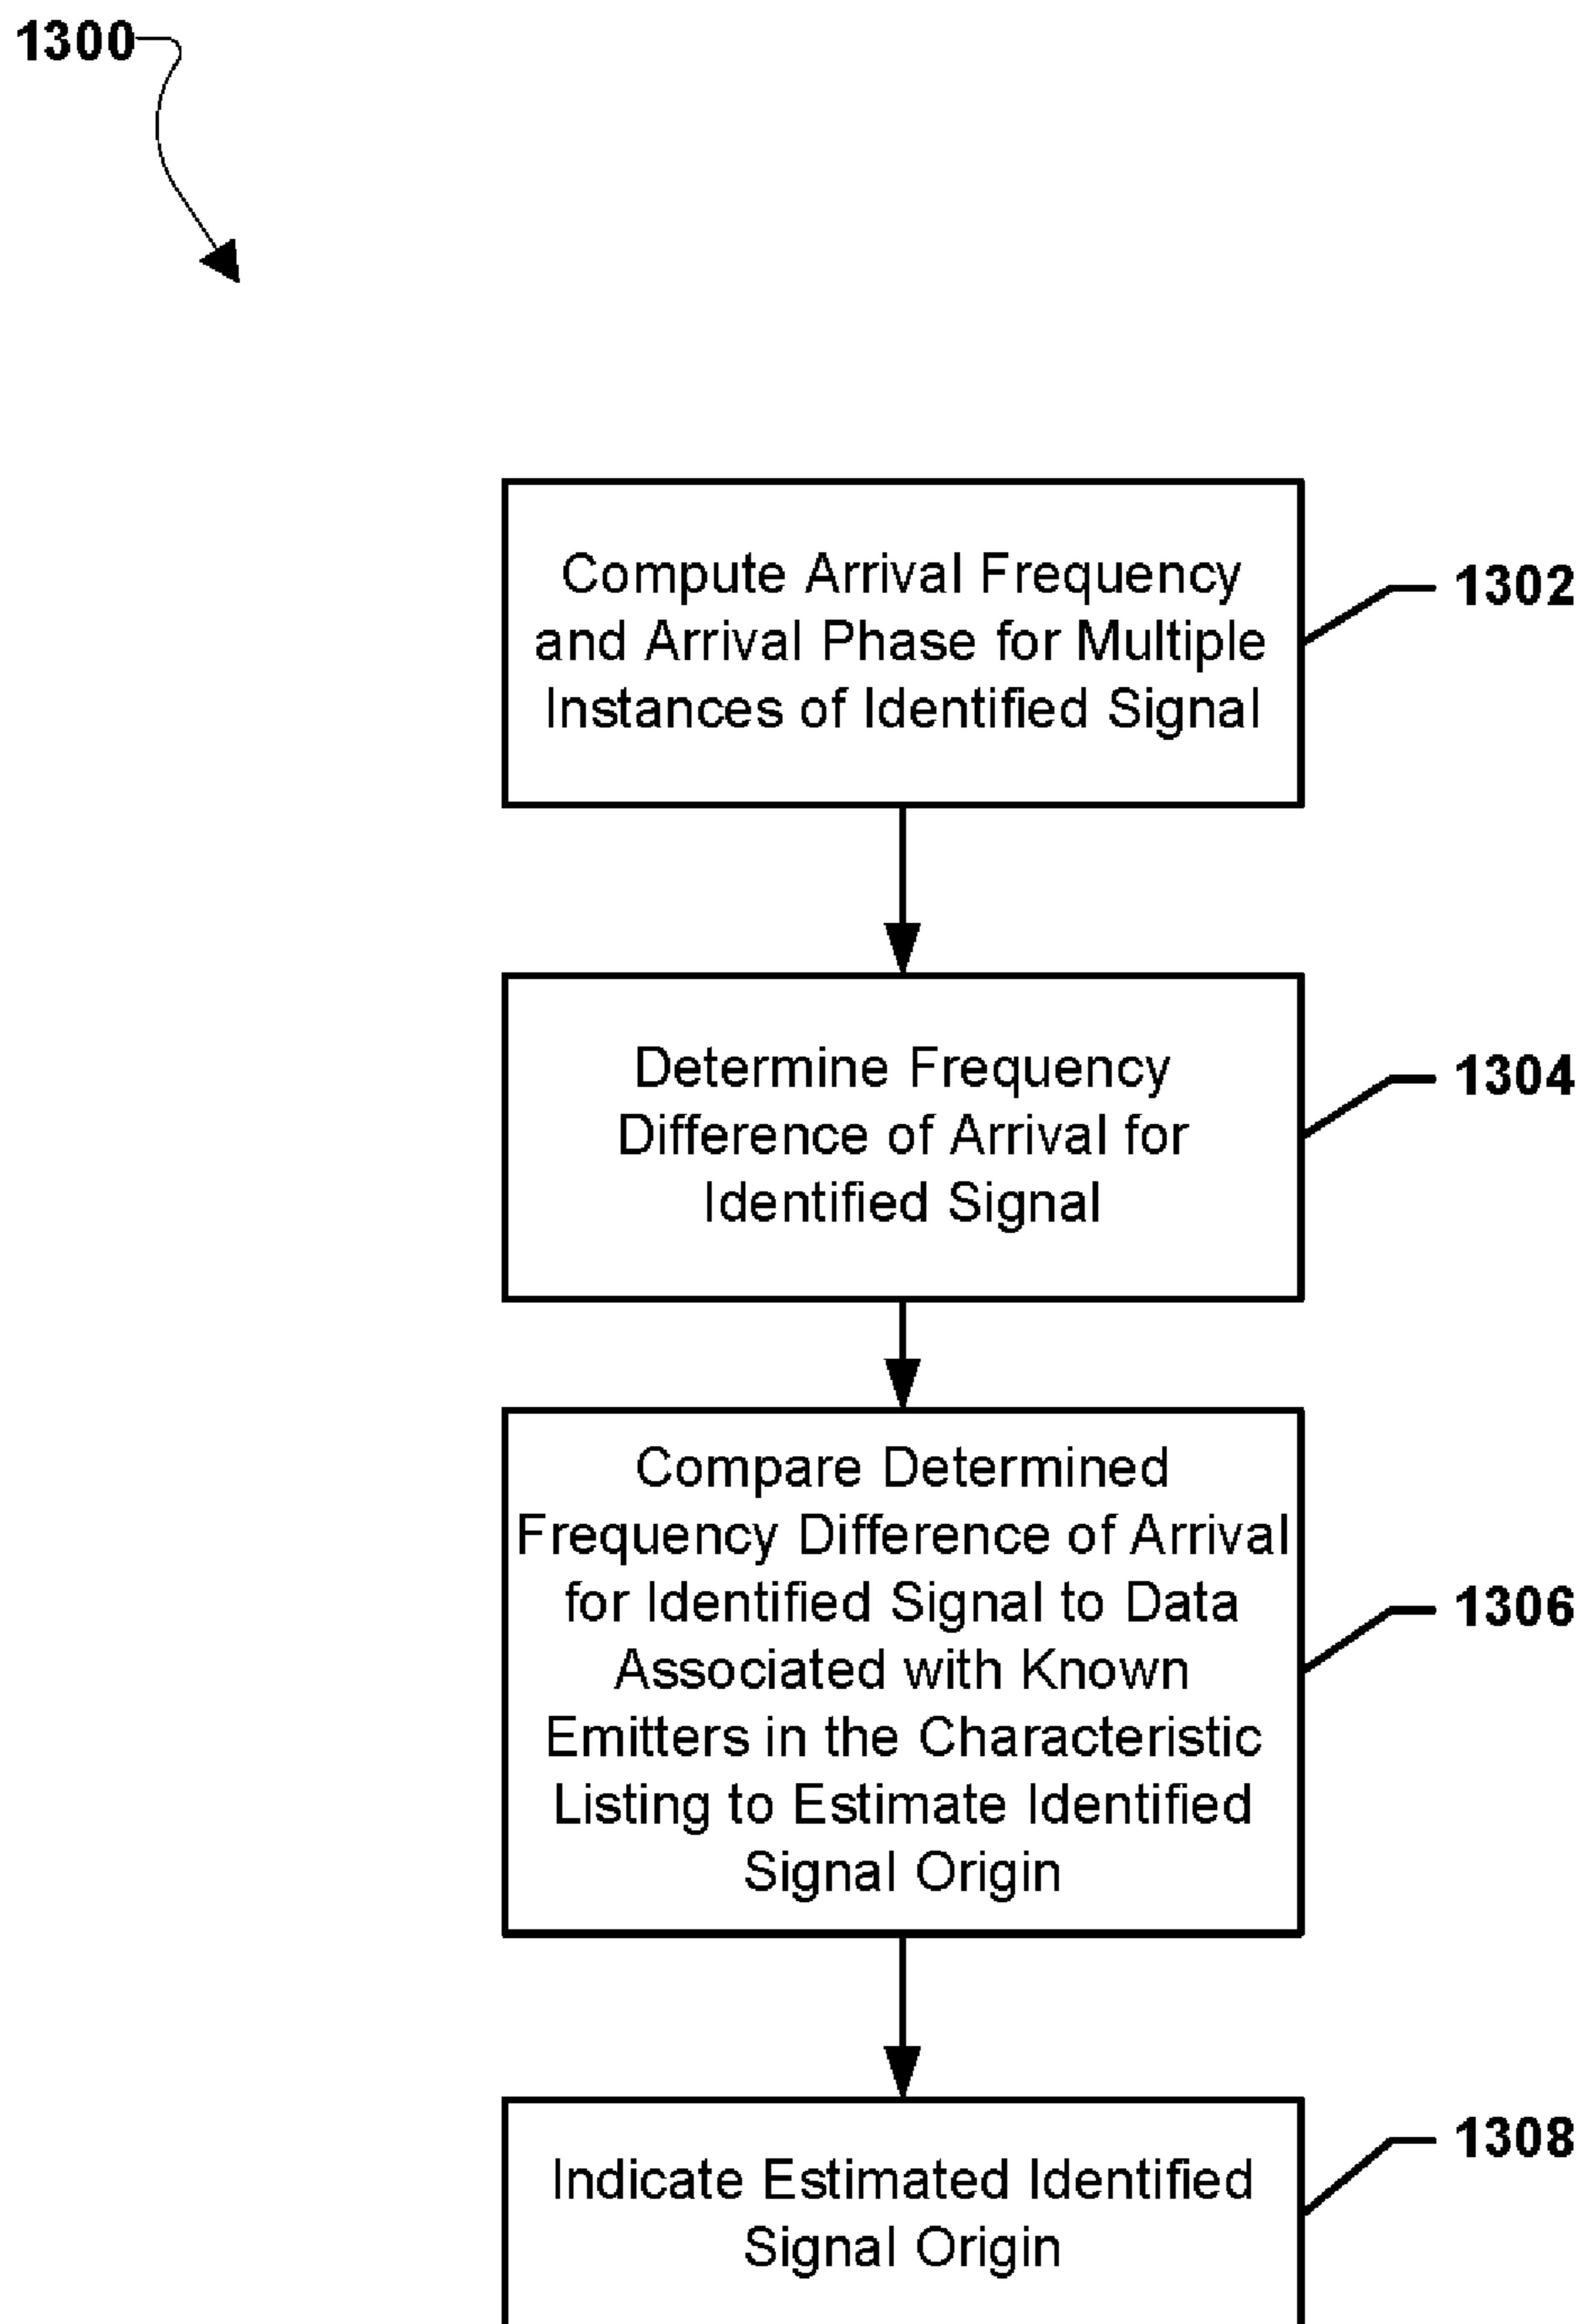 1300
Compute Arrival Frequency
and Arrival Phase for Multiple
Instances of Identified Signal
1302
Determine Frequency
Difference of Arrival for
Identified Signal
1304
Compare Determined
Frequency Difference of Arrival
for Identified Signal to Data
Associated with Known
Emitters in the Characteristic
Listing to Estimate Identified
Signal Origin
1306
Indicate Estimated Identified
Signal Origin
1308